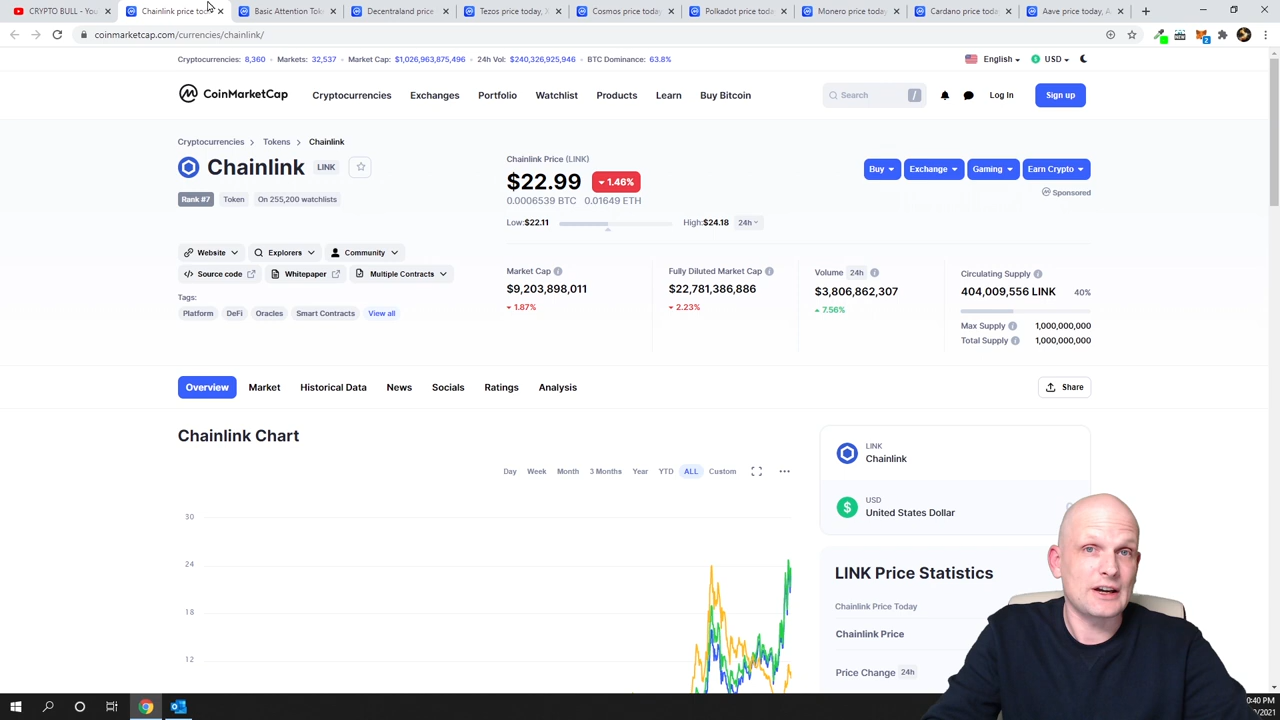 CRYPTO BULL - You
Chainlink price to
Basic Attention Tok
Decentraland price
Tezos price today, X
Cosmos price today
Polkadot price toda
Monero price today
Cardano price toda
Aave price today, A
coinmarketcap.com/currencies/chainlink/
2
Cryptocurrencies: 8,360 Markets: 32,537 Market Cap: $1,026,963,875,496 24h Vol: $240,326,925,946 BTC Dominance: 63.8%
English USD
CoinMarketCap
Cryptocurrencies Exchanges Portfolio Watchlist Products Learn Buy Bitcoin
Search /
Log In
Sign up
Cryptocurrencies > Tokens > Chainlink
Chainlink LINK
Rank #7 Token On 255,200 watchlists
Website Explorers Community
Source code Whitepaper Multiple Contracts
Tags:
Platform DeFi Oracles Smart Contracts View all
Chainlink Price (LINK)
$22.99 1.46%
0.0006539 BTC 0.01649 ETH
Low: $22.11 High: $24.18 24h
Buy Exchange Gaming Earn Crypto
Sponsored
Market Cap
$9,203,898,011
1.87%
Fully Diluted Market Cap
$22,781,386,886
2.23%
Volume 24h
$3,806,862,307
7.56%
Circulating Supply
404,009,556 LINK 40%
Max Supply 1,000,000,000
Total Supply 1,000,000,000
Overview Market Historical Data News Socials Ratings Analysis
Share
Chainlink Chart
Day Week Month 3 Months Year YTD ALL Custom
30
24
18
12
LINK
Chainlink
USD
United States Dollar
LINK Price Statistics
Chainlink Price Today
Chainlink Price
Price Change 24h
0:40 PM
/2021